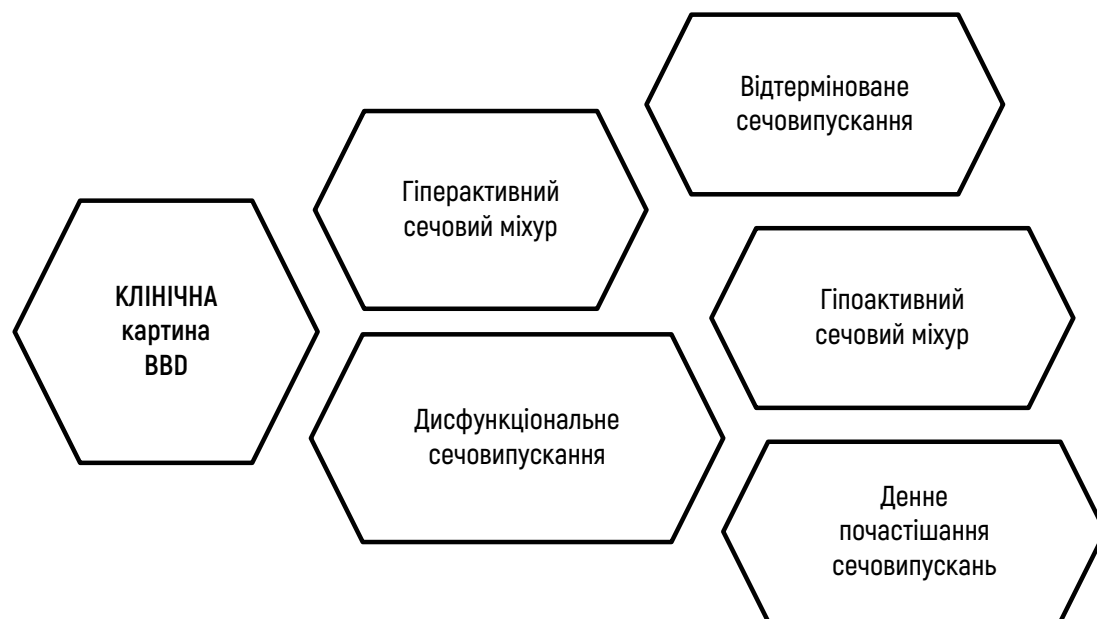 КЛІНІЧНА
картина
BBD
Гіперактивний
сечовий міхур
Дисфункціональне
сечовипускання
Відтерміноване
сечовипускання
Гіпоактивний
сечовий міхур
Денне
почастішання
сечовипускань